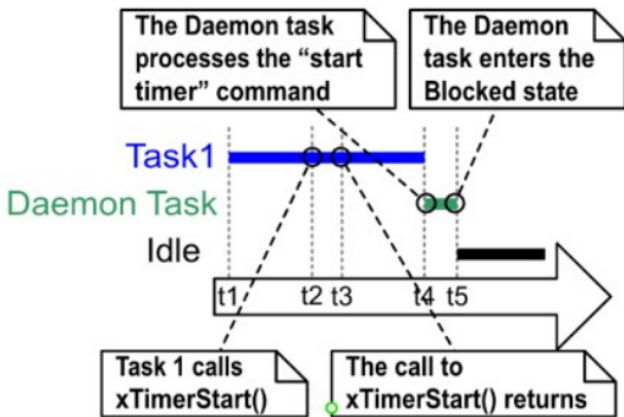 The Daemon task
processes the “start
timer” command
The Daemon
task enters the
Blocked state
Task1
Daemon Task
Idle
t1 t2 t3 t4 t5
Task 1 calls
xTimerStart()
The call to
xTimerStart() returns